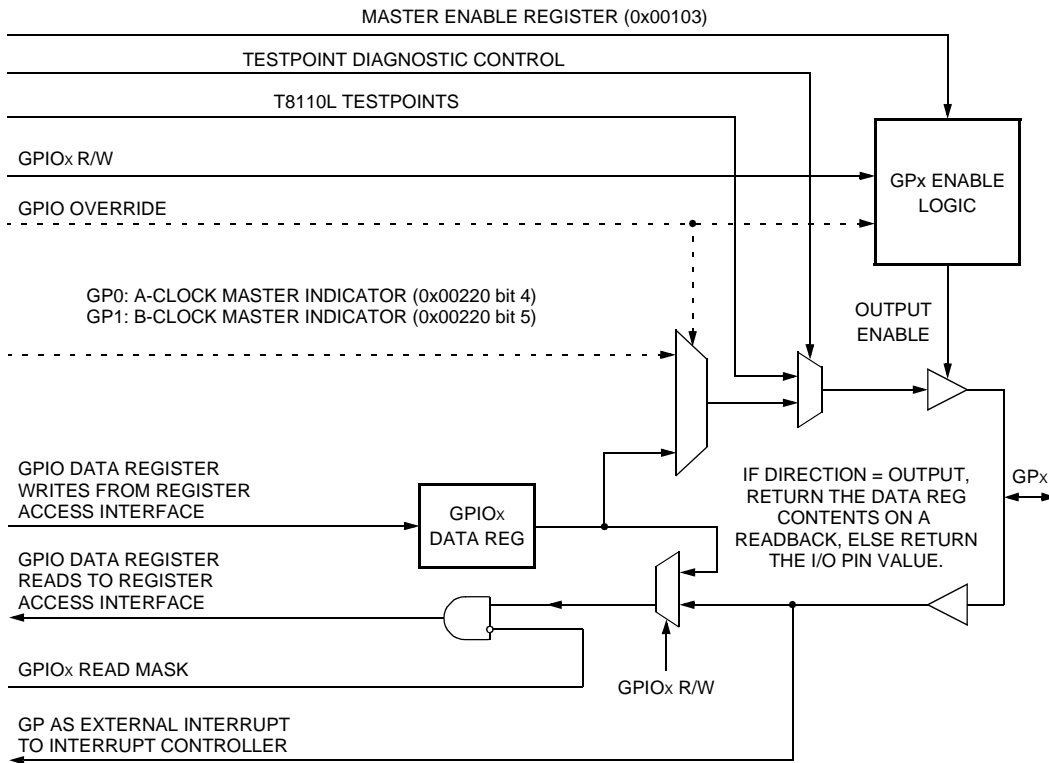 MASTER ENABLE REGISTER (0x00103)
TESTPOINT DIAGNOSTIC CONTROL
T8110L TESTPOINTS
GPIOx R/W
GPx ENABLE
LOGIC
GPIO OVERRIDE
GP0: A-CLOCK MASTER INDICATOR (0x00220 bit 4)
GP1: B-CLOCK MASTER INDICATOR (0x00220 bit 5)
OUTPUT
ENABLE
GPIO DATA REGISTER
WRITES FROM REGISTER
ACCESS INTERFACE
GPIOx
DATA REG
IF DIRECTION = OUTPUT,
RETURN THE DATA REG
CONTENTS ON A
READBACK, ELSE RETURN
THE I/O PIN VALUE.
GPx
GPIO DATA REGISTER
READS TO REGISTER
ACCESS INTERFACE
GPIOx READ MASK
GPIOx R/W
GP AS EXTERNAL INTERRUPT
TO INTERRUPT CONTROLLER